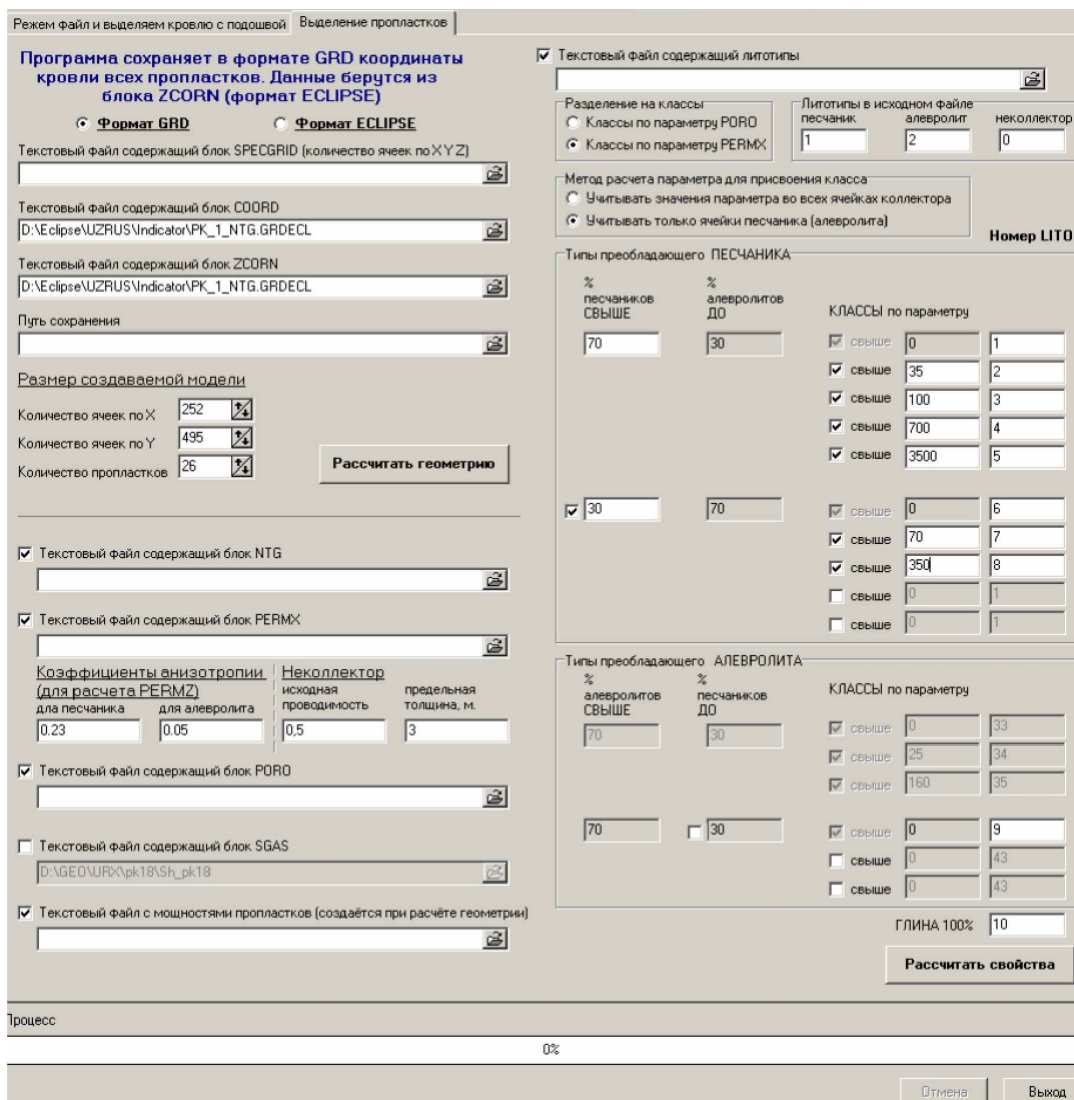 Режем файл и выделяем кровлю с подошвой
Выделение пропластков
Программа сохраняет в формате GRD координаты
кровли всех пропластков. Данные берутся из
блока ZCORN (формат ECLIPSE)
Формат GRD
Формат ECLIPSE
Текстовый файл содержащий блок SPECGRID (количество ячеек по X Y Z)
Текстовый файл содержащий блок COORD
D:\Eclipse\UZRUS\Indicator\PK_1_NTG.GRDECL
Текстовый файл содержащий блок ZCORN
D:\Eclipse\UZRUS\Indicator\PK_1_NTG.GRDECL
Путь сохранения
Размер создаваемой модели
Количество ячеек по X 252
Количество ячеек по Y 495
Количество пропластков 26
Рассчитать геометрию
Текстовый файл содержащий блок NTG
Текстовый файл содержащий блок PERMX
Коэффициенты анизотропии
(для расчета PERMZ)
дла песчаника
для алевролита
0.23
0.05
Неколлектор
исходная
проводимость
предельная
толщина, м.
0,5
3
Текстовый файл содержащий блок PORO
Текстовый файл содержащий блок SGAS
D:\GEO\URX\pk18\Sh_pk18
Текстовый файл с мощностями пропластков (создаётся при расчёте геометрии)
Текстовый файл содержащий литотипы
Разделение на классы
Классы по параметру PORO
Классы по параметру PERMX
Литотипы в исходном файле
песчаник алевролит неколлектор
1 2 0
Метод расчета параметра для присвоения класса
Учитывать значения параметра во всех ячейках коллектора
Учитывать только ячейки песчаника (алевролита)
Номер LITO
Типы преобладающего ПЕСЧАНИКА
%
песчаников
СВЫШЕ
%
алевролитов
ДО
КЛАССЫ по параметру
70 30
свыше 0 1
свыше 35 2
свыше 100 3
свыше 700 4
свыше 3500 5
30 70
свыше 0 6
свыше 70 7
свыше 350 8
свыше 0 1
свыше 0 1
Типы преобладающего АЛЕВРОЛИТА
%
алевролитов
СВЫШЕ
%
песчаников
ДО
КЛАССЫ по параметру
70 30
свыше 0 33
свыше 25 34
свыше 160 35
70 30
свыше 0 9
свыше 0 43
свыше 0 43
ГЛИНА 100% 10
Рассчитать свойства
Процесс
0%
Отмена
Выход